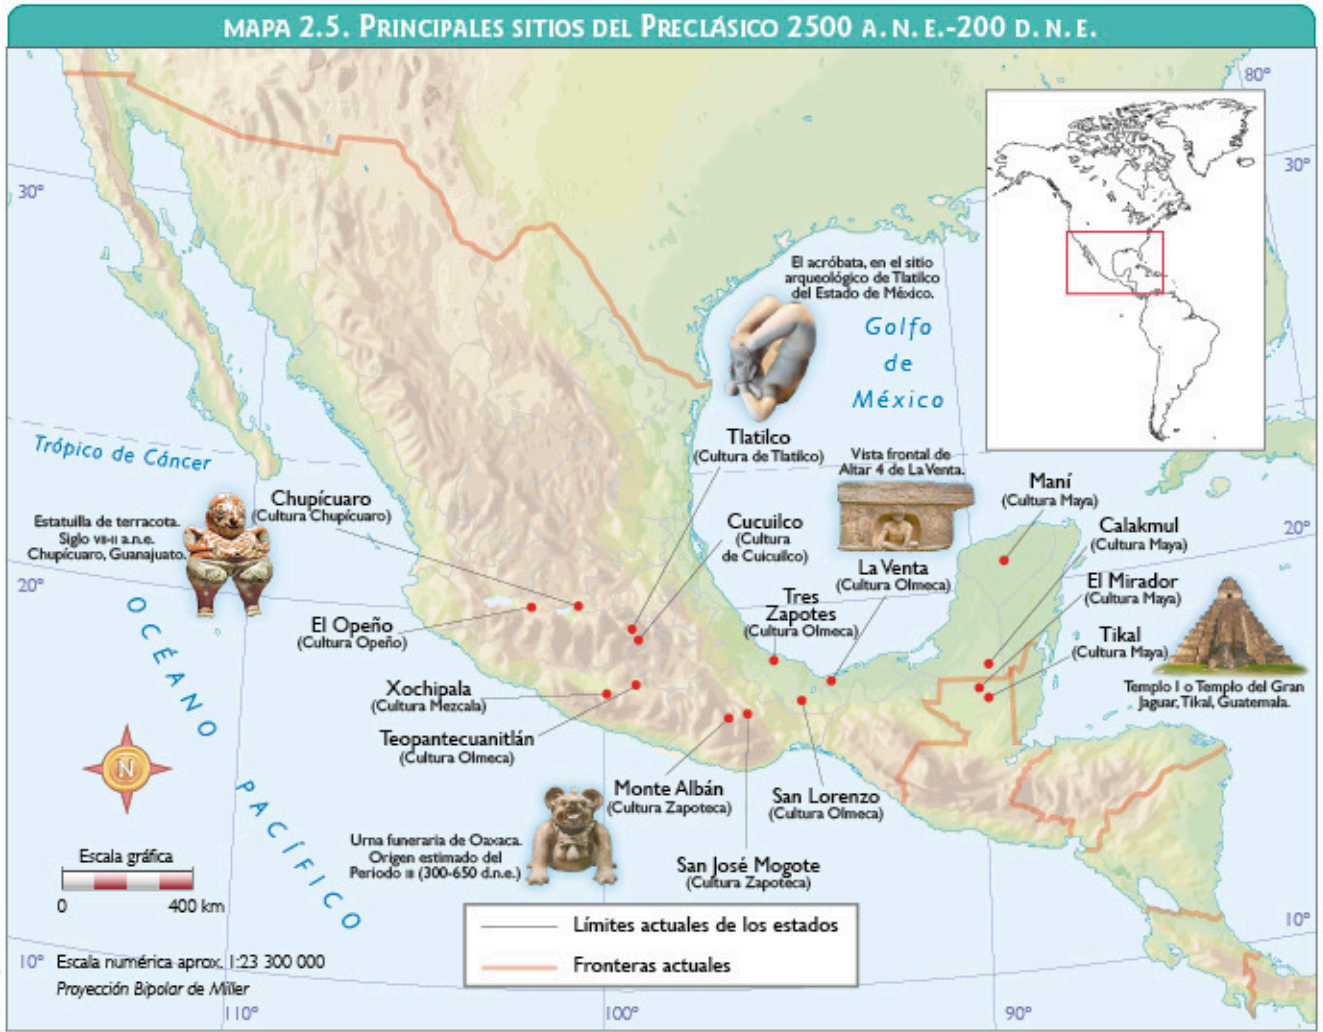 MAPA 2.5. PRINCIPALES SITIOS DEL PRECLÁSICO 2500 A. N. E.-200 D. N. E.
80°
30°
30°
El acróbata, en el sitio
arqueológico de Tlatilco
del Estado de México.
Golfo
de
México
Trópico de Cáncer
Tlatilco
(Cultura de Tlatilco)
Vista frontal de
Altar 4 de La Venta.
Maní
(Cultura Maya)
Chupícuaro
(Cultura Chupícuaro)
Estatuilla de terracota.
Siglo VII-II a.n.e.
Chupícuaro, Guanajuato.
Cucuilco
(Cultura
de Cuicuilco)
Calakmul
(Cultura Maya)
20°
20°
La Venta
(Cultura Olmeca)
El Mirador
(Cultura Maya)
Tres
Zapotes
(Cultura Olmeca)
El Opeño
(Cultura Opeño)
Tikal
(Cultura Maya)
Templo I o Templo del Gran
Jaguar, Tikal, Guatemala.
Xochipala
(Cultura Mezcala)
Teopantecuanitlán
(Cultura Olmeca)
OCÉANO PACÍFICO
N
Monte Albán
(Cultura Zapoteca)
San Lorenzo
(Cultura Olmeca)
Urna funeraria de Oaxaca.
Origen estimado del
Periodo III (300-650 d.n.e.)
San José Mogote
(Cultura Zapoteca)
Escala gráfica
0 400 km
Límites actuales de los estados
Fronteras actuales
10°
10°
Escala numérica aprox. 1:23 300 000
Proyección Bipolar de Miller
110°
100°
90°